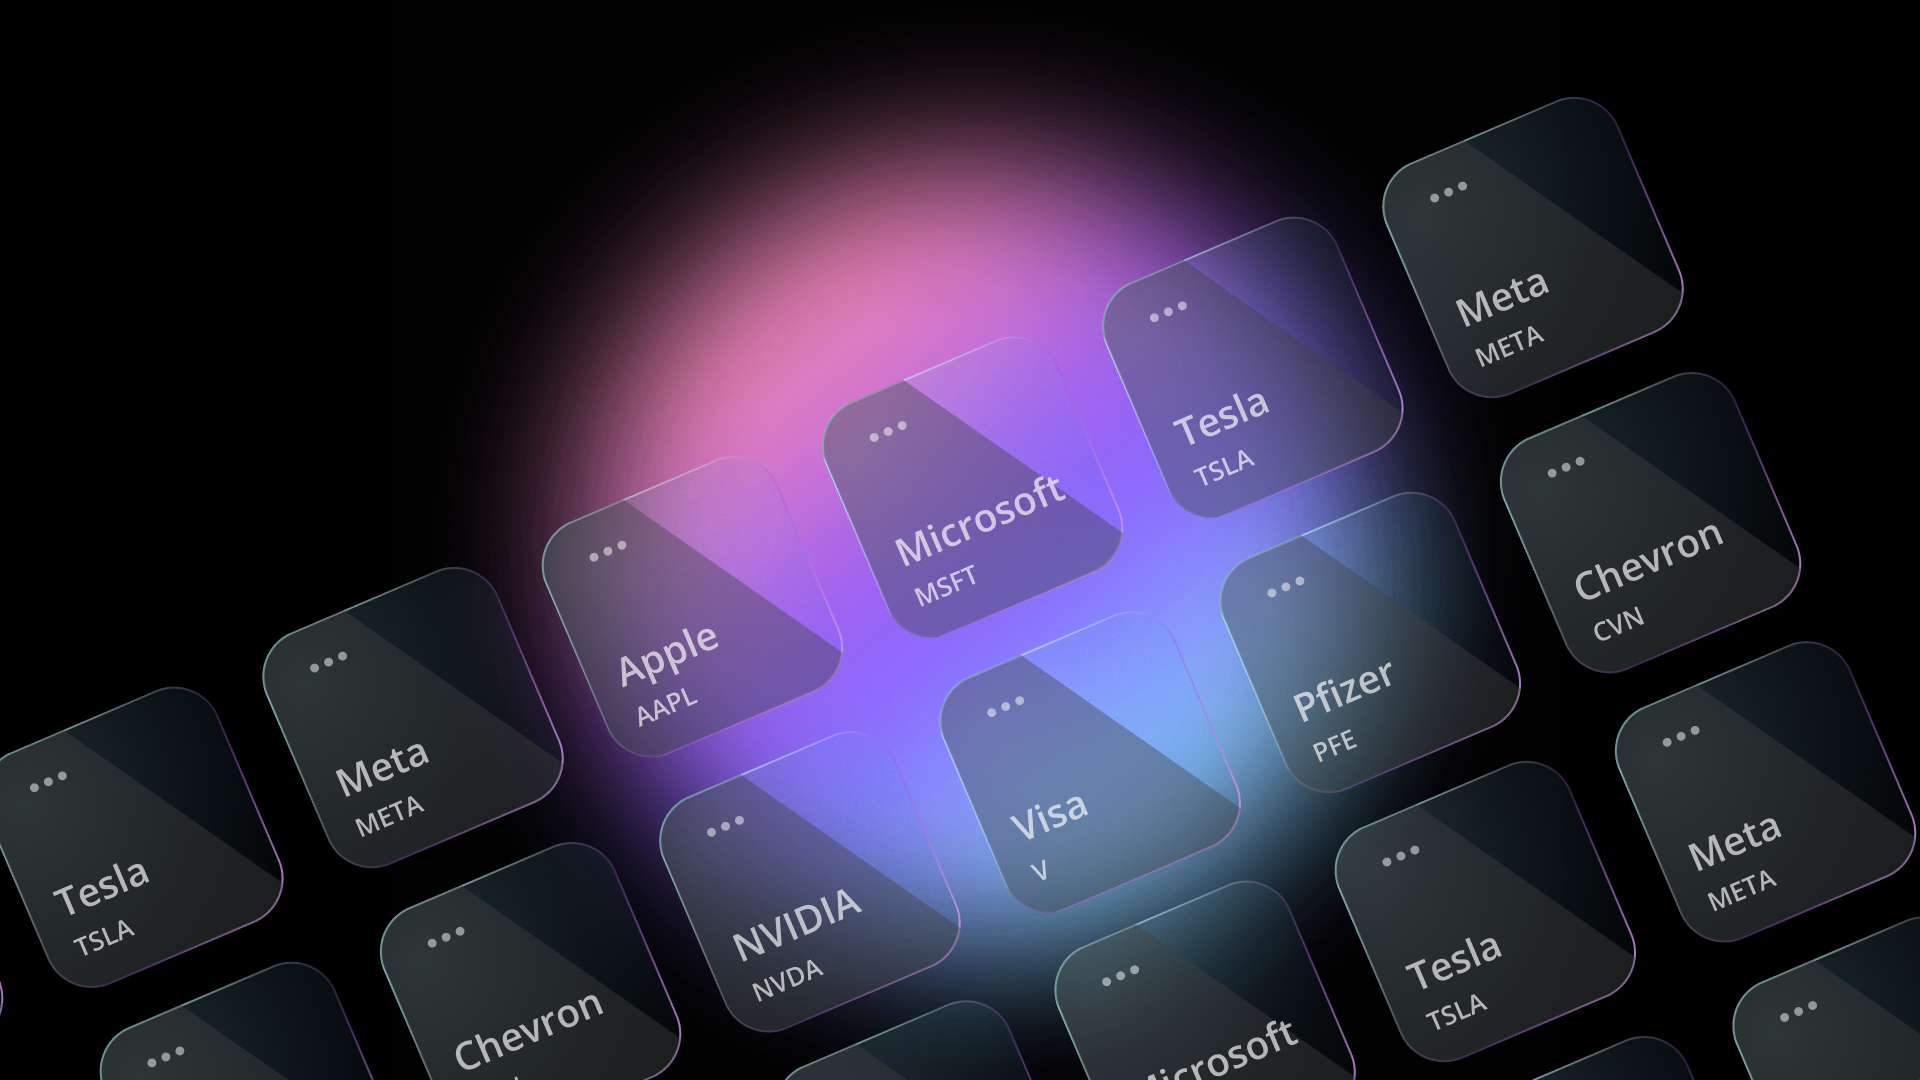 Meta
META
Tesla
TSLA
Microsoft
MSFT
Apple
AAPL
Meta
META
Tesla
TSLA
Chevron
CVN
Pfizer
PFE
Visa
V
NVIDIA
NVDA
Chevron
Meta
META
Tesla
TSLA
Microsoft